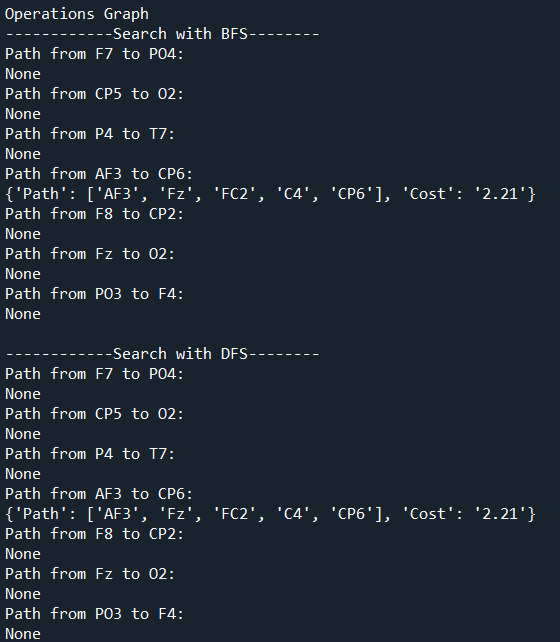 Operations Graph
------------Search with BFS--------
Path from F7 to PO4:
None
Path from CP5 to O2:
None
Path from P4 to T7:
None
Path from AF3 to CP6:
{'Path': ['AF3', 'Fz', 'FC2', 'C4', 'CP6'], 'Cost': '2.21'}
Path from F8 to CP2:
None
Path from Fz to O2:
None
Path from PO3 to F4:
None

------------Search with DFS--------
Path from F7 to PO4:
None
Path from CP5 to O2:
None
Path from P4 to T7:
None
Path from AF3 to CP6:
{'Path': ['AF3', 'Fz', 'FC2', 'C4', 'CP6'], 'Cost': '2.21'}
Path from F8 to CP2:
None
Path from Fz to O2:
None
Path from PO3 to F4:
None